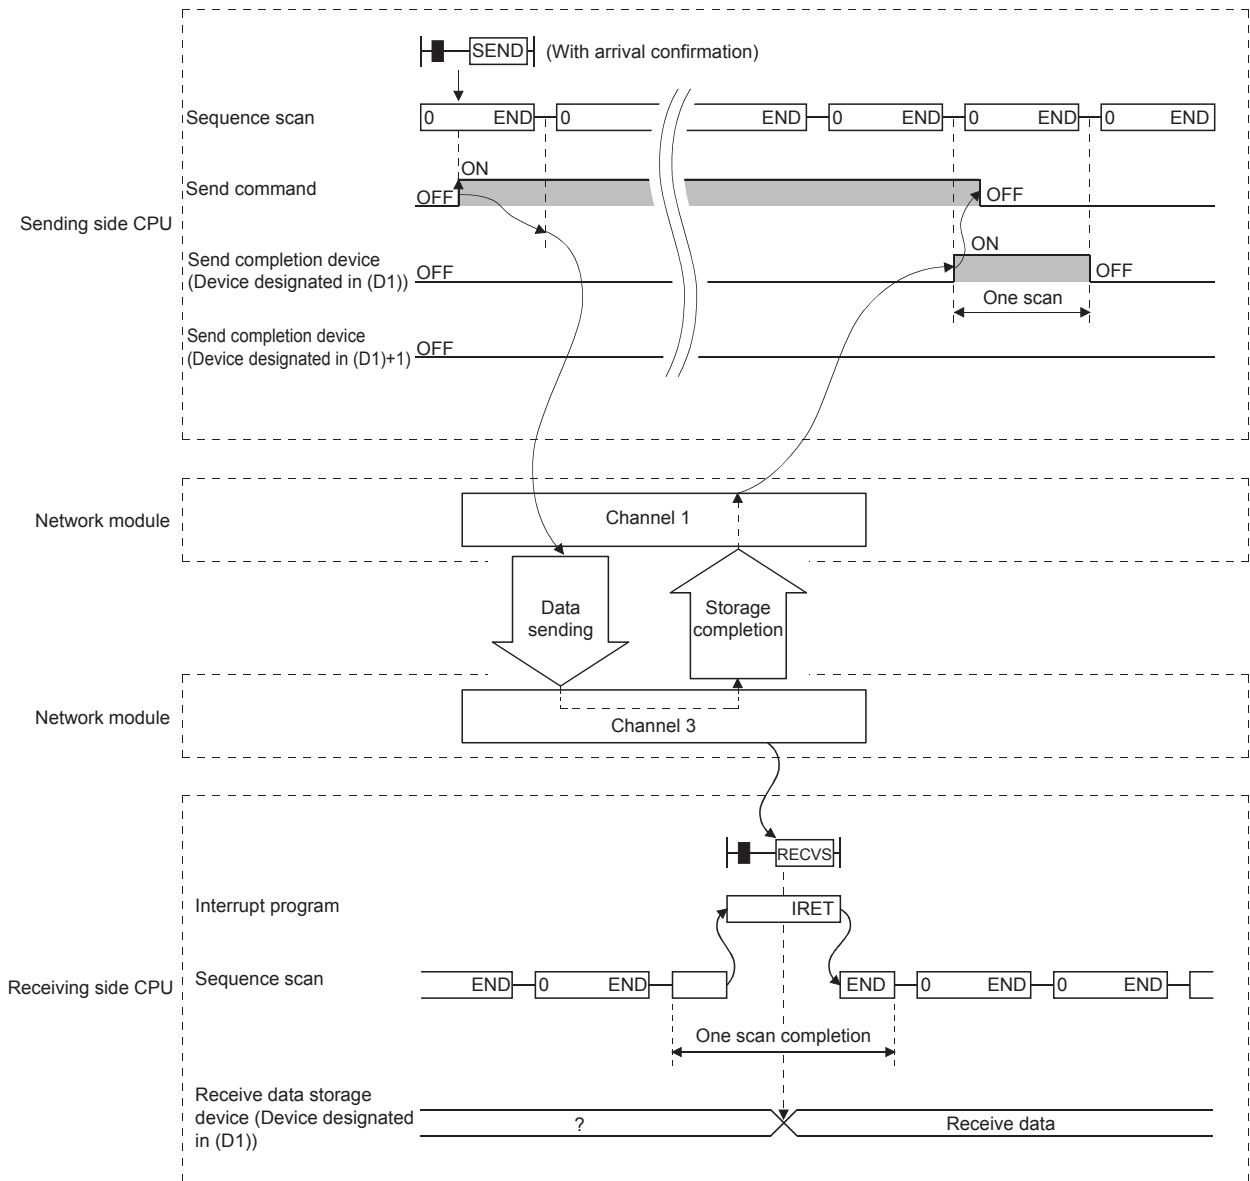 SEND (With arrival confirmation)
Sequence scan
0 END 0 END 0 END 0 END 0 END
Send command
OFF ON OFF
Sending side CPU
Send completion device
(Device designated in (D1))
OFF ON OFF
One scan
Send completion device
(Device designated in (D1)+1)
OFF
Network module
Channel 1
Data
sending
Storage
completion
Network module
Channel 3
RECVS
Interrupt program
IRET
Receiving side CPU
Sequence scan
END 0 END END 0 END 0 END
One scan completion
Receive data storage
device (Device designated
in (D1))
? Receive data